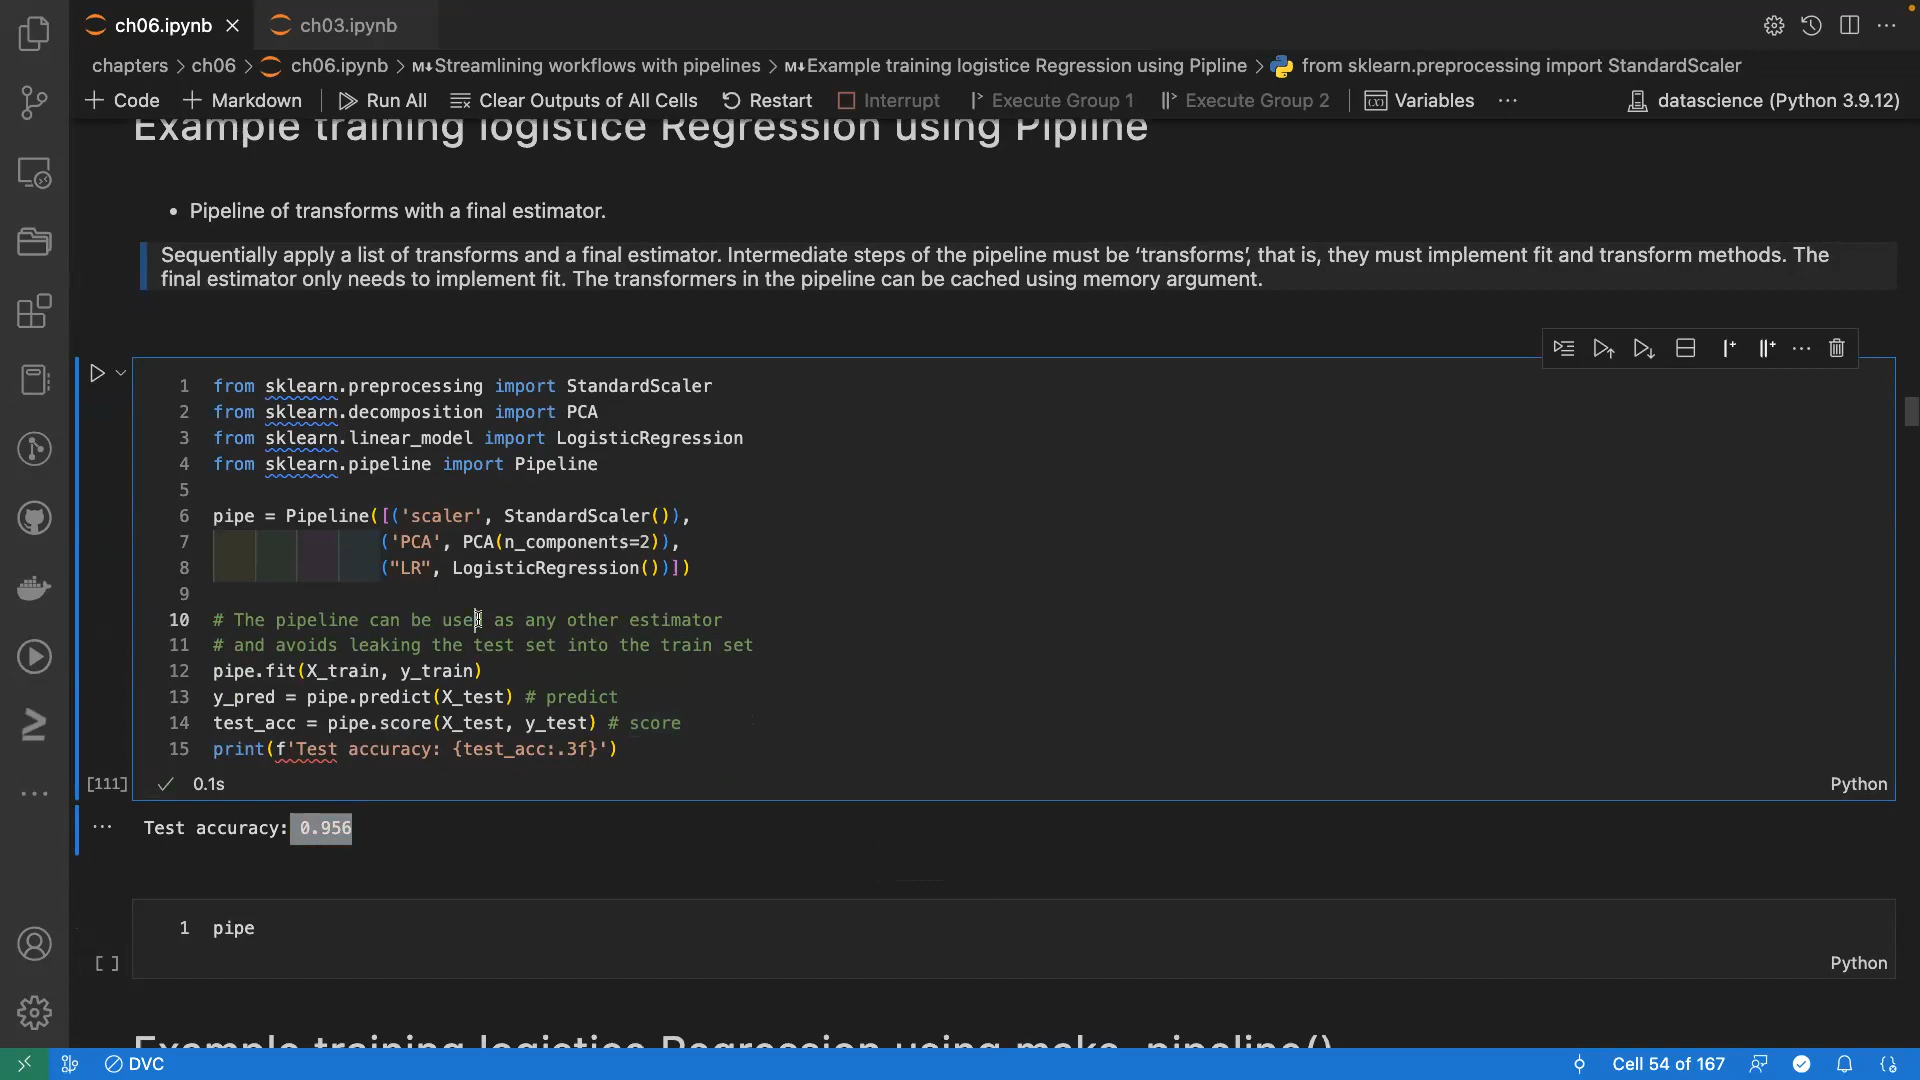 ch06.ipynb
ch03.ipynb
chapters > ch06 > ch06.ipynb > M↓Streamlining workflows with pipelines > M↓Example training logistice Regression using Pipline > from sklearn.preprocessing import StandardScaler
+ Code + Markdown Run All Clear Outputs of All Cells Restart Interrupt Execute Group 1 Execute Group 2 Variables ··· datascience (Python 3.9.12)
Example training logistice Regression using Pipline
• Pipeline of transforms with a final estimator.
Sequentially apply a list of transforms and a final estimator. Intermediate steps of the pipeline must be ‘transforms’, that is, they must implement fit and transform methods. The
final estimator only needs to implement fit. The transformers in the pipeline can be cached using memory argument.
1 from sklearn.preprocessing import StandardScaler
2 from sklearn.decomposition import PCA
3 from sklearn.linear_model import LogisticRegression
4 from sklearn.pipeline import Pipeline
5
6 pipe = Pipeline([('scaler', StandardScaler()),
7 ('PCA', PCA(n_components=2)),
8 ("LR", LogisticRegression())])
9
10 # The pipeline can be used as any other estimator
11 # and avoids leaking the test set into the train set
12 pipe.fit(X_train, y_train)
13 y_pred = pipe.predict(X_test) # predict
14 test_acc = pipe.score(X_test, y_test) # score
15 print(f'Test accuracy: {test_acc:.3f}')
[111] ✓ 0.1s Python
··· Test accuracy: 0.956
1 pipe
[ ] Python
Example training logistice Regression using make_pipeline()
DVC
Cell 54 of 167